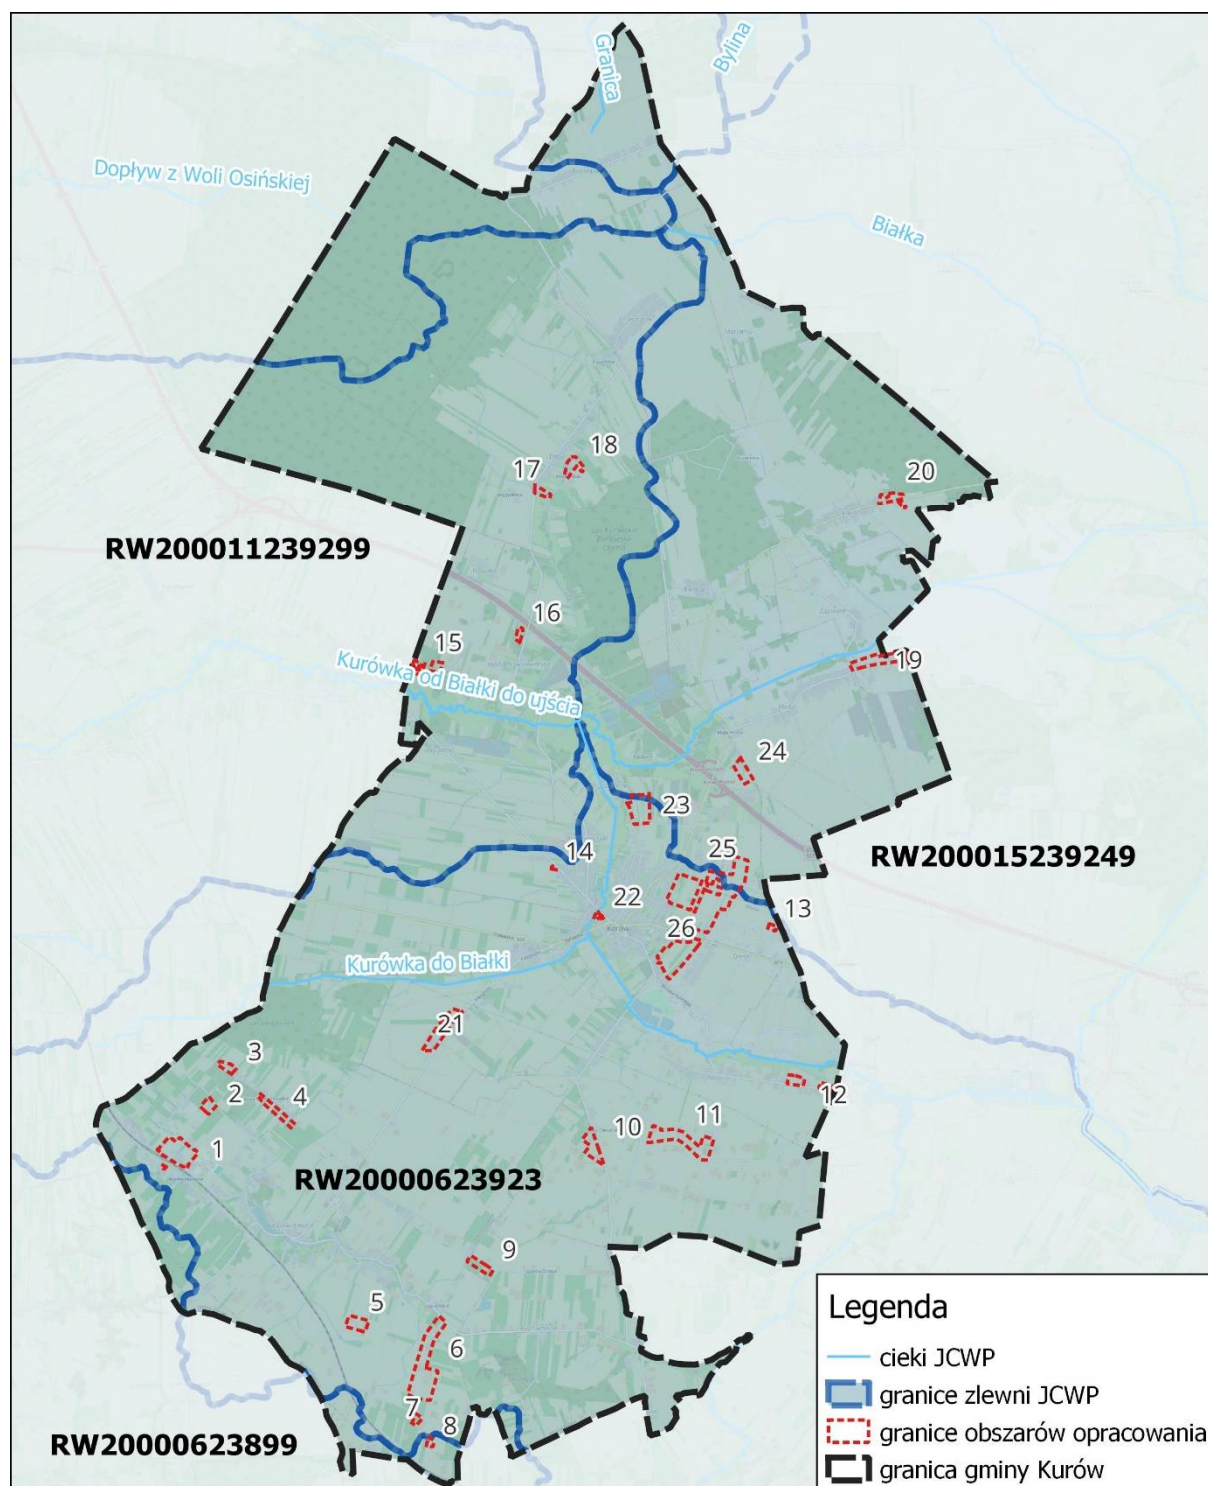 Granica
Bylina
Dopływ z Woli Osińskiej
Białka
18
17
20
RW200011239299
16
15
19
Kurówka od Białki do ujścia
24
23
RW200015239249
14
25
22
13
26
Kurówka do Białki
21
3
2
4
12
10
11
1
RW20000623923
9
5
6
7
8
RW20000623899
Kurów
Legenda
cieki JCWP
granice zlewni JCWP
granice obszarów opracowania
granica gminy Kurów